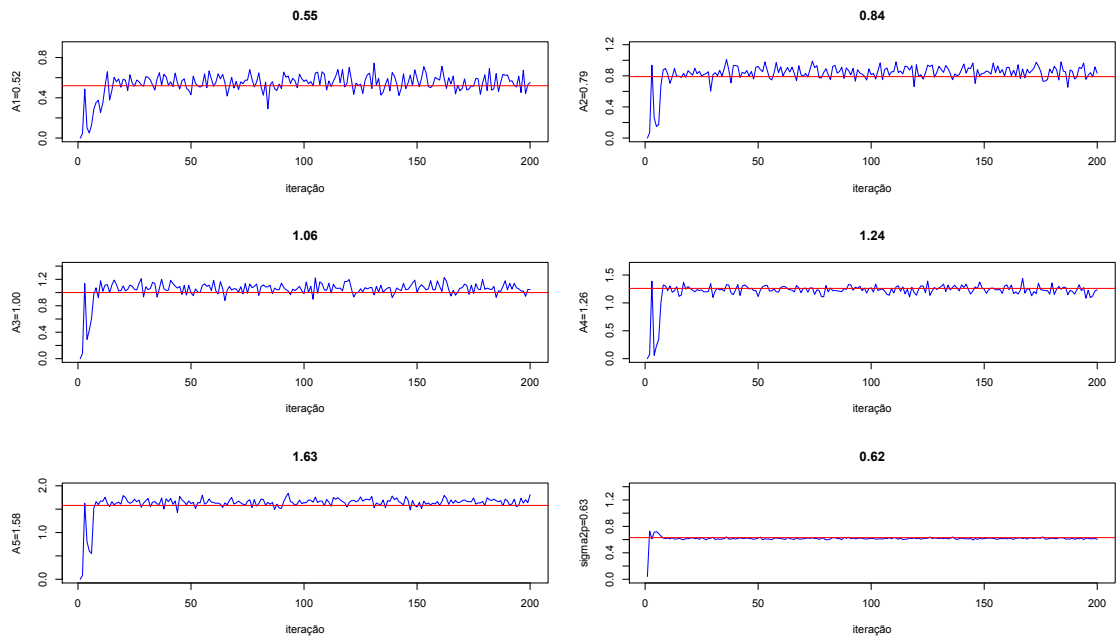 0.55
A1=0.52
0.0 0.4 0.8
0 50 100 150 200
iteração
0.84
A2=0.79
0.0 0.4 0.8 1.2
0 50 100 150 200
iteração
1.06
A3=1.00
0.0 0.4 0.8 1.2
0 50 100 150 200
iteração
1.24
A4=1.26
0.0 0.5 1.0 1.5
0 50 100 150 200
iteração
1.63
A5=1.58
0.0 1.0 2.0
0 50 100 150 200
iteração
0.62
sigma2p=0.63
0.0 0.4 0.8 1.2
0 50 100 150 200
iteração